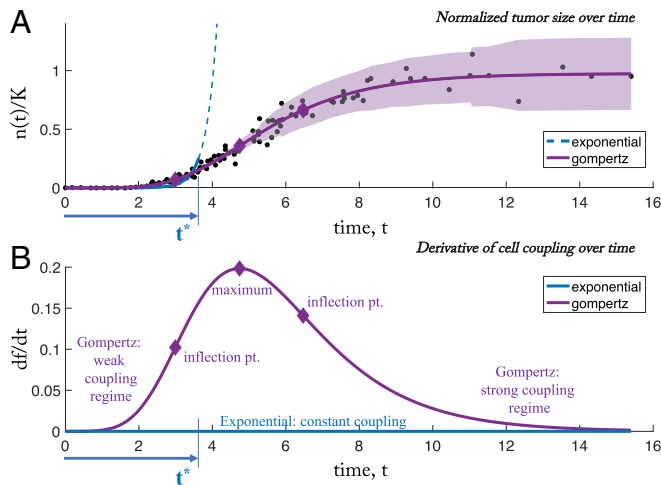 A
Normalized tumor size over time
n(t)/K
1
0.5
0
exponential
gompertz
0 2 4 6 8 10 12 14 16
t*
time, t
B
Derivative of cell coupling over time
df/dt
0.2
0.15
0.1
0.05
0
exponential
gompertz
maximum
inflection pt.
inflection pt.
Gompertz:
weak
coupling
regime
Gompertz:
strong coupling
regime
Exponential: constant coupling
0 2 4 6 8 10 12 14 16
t*
time, t